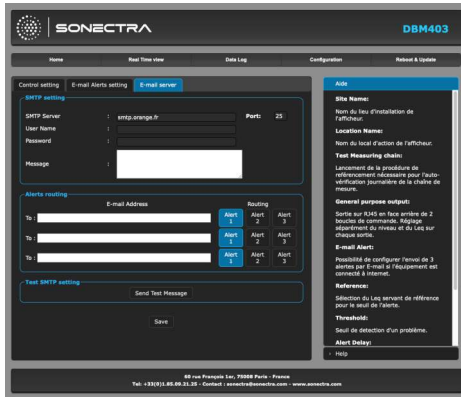 SONECTRA
DBM403
Home Real Time view Data Log Configuration Reboot & Update
Control setting E-mail Alerts setting E-mail server
SMTP setting
SMTP Server : smtp.orange.fr Port: 25
User Name :
Password :
Message :
Alerts routing
E-mail Address Routing
To : Alert 1 Alert 2 Alert 3
To : Alert 1 Alert 2 Alert 3
To : Alert 1 Alert 2 Alert 3
Test SMTP setting
Send Test Message
Save
Aide
Site Name:
Nom du lieu d'installation de
l'afficheur.
Location Name:
Nom du local d'action de l'afficheur.
Test Measuring chain:
Lancement de la procédure de
référencement nécessaire pour l'auto-
vérification journalière de la chaîne de
mesure.
General purpose output:
Sortie sur RJ45 en face arrière de 2
boucles de commande. Réglage
séparément du niveau et du Leq sur
chaque sortie.
E-mail Alert:
Possibilité de configurer l'envoi de 3
alertes par E-mail si l'équipement est
connecté à internet.
Reference:
Sélection du Leq servant de référence
pour le seuil de l'alerte.
Threshold:
Seuil de detection d'un problème.
Alert Delay:
Help
60 rue François 1er, 75008 Paris - France
Tel: +33(0)1.85.09.21.25 - Contact : sonectra@sonectra.com - www.sonectra.com